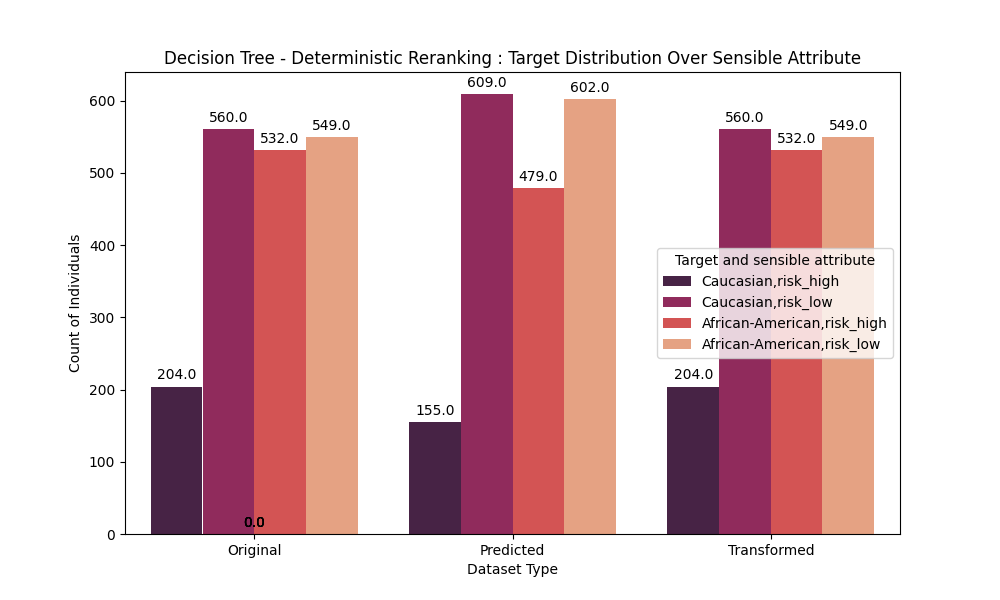 Decision Tree - Deterministic Reranking : Target Distribution Over Sensible Attribute
609.0
602.0
600
560.0
549.0
532.0
560.0
549.0
532.0
500
479.0
400
Target and sensible attribute
Caucasian,risk_high
Caucasian,risk_low
African-American,risk_high
African-American,risk_low
300
204.0
204.0
200
155.0
100
0.0
0
Original
Predicted
Transformed
Dataset Type
Count of Individuals